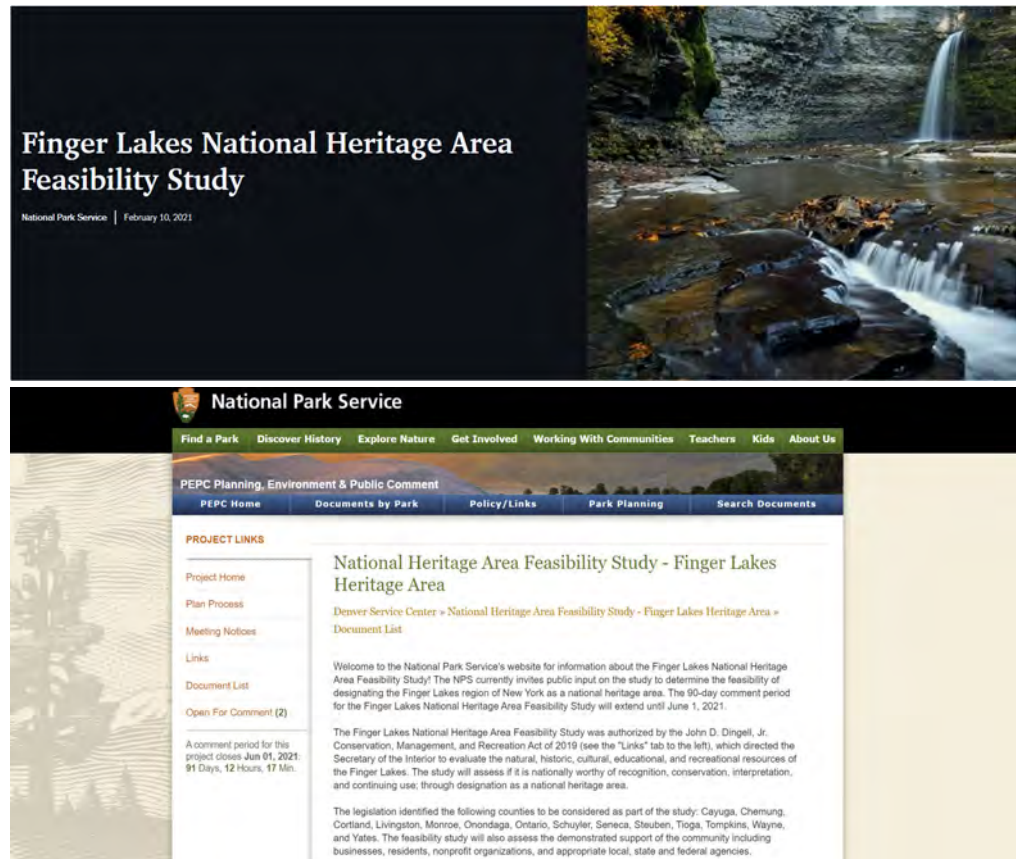 Finger Lakes National Heritage Area
Feasibility Study
National Park Service | February 10, 2021
National Park Service
Find a Park Discover History Explore Nature Get Involved Working With Communities Teachers Kids About Us
PEPC Planning, Environment & Public Comment
PEPC Home Documents by Park Policy/Links Park Planning Search Documents
PROJECT LINKS
Project Home
Plan Process
Meeting Notices
Links
Document List
Open For Comment (2)
A comment period for this
project closes Jun 01, 2021:
91 Days, 12 Hours, 17 Min.
National Heritage Area Feasibility Study - Finger Lakes
Heritage Area
Denver Service Center » National Heritage Area Feasibility Study - Finger Lakes Heritage Area »
Document List
Welcome to the National Park Service's website for information about the Finger Lakes National Heritage
Area Feasibility Study! The NPS currently invites public input on the study to determine the feasibility of
designating the Finger Lakes region of New York as a national heritage area. The 90-day comment period
for the Finger Lakes National Heritage Area Feasibility Study will extend until June 1, 2021.
The Finger Lakes National Heritage Area Feasibility Study was authorized by the John D. Dingell, Jr.
Conservation, Management, and Recreation Act of 2019 (see the "Links" tab to the left), which directed the
Secretary of the Interior to evaluate the natural, historic, cultural, educational, and recreational resources of
the Finger Lakes. The study will assess if it is nationally worthy of recognition, conservation, interpretation,
and continuing use; through designation as a national heritage area.
The legislation identified the following counties to be considered as part of the study: Cayuga, Chemung,
Cortland, Livingston, Monroe, Onondaga, Ontario, Schuyler, Seneca, Steuben, Tioga, Tompkins, Wayne,
and Yates. The feasibility study will also assess the demonstrated support of the community including
businesses, residents, nonprofit organizations, and appropriate local, state and federal agencies.